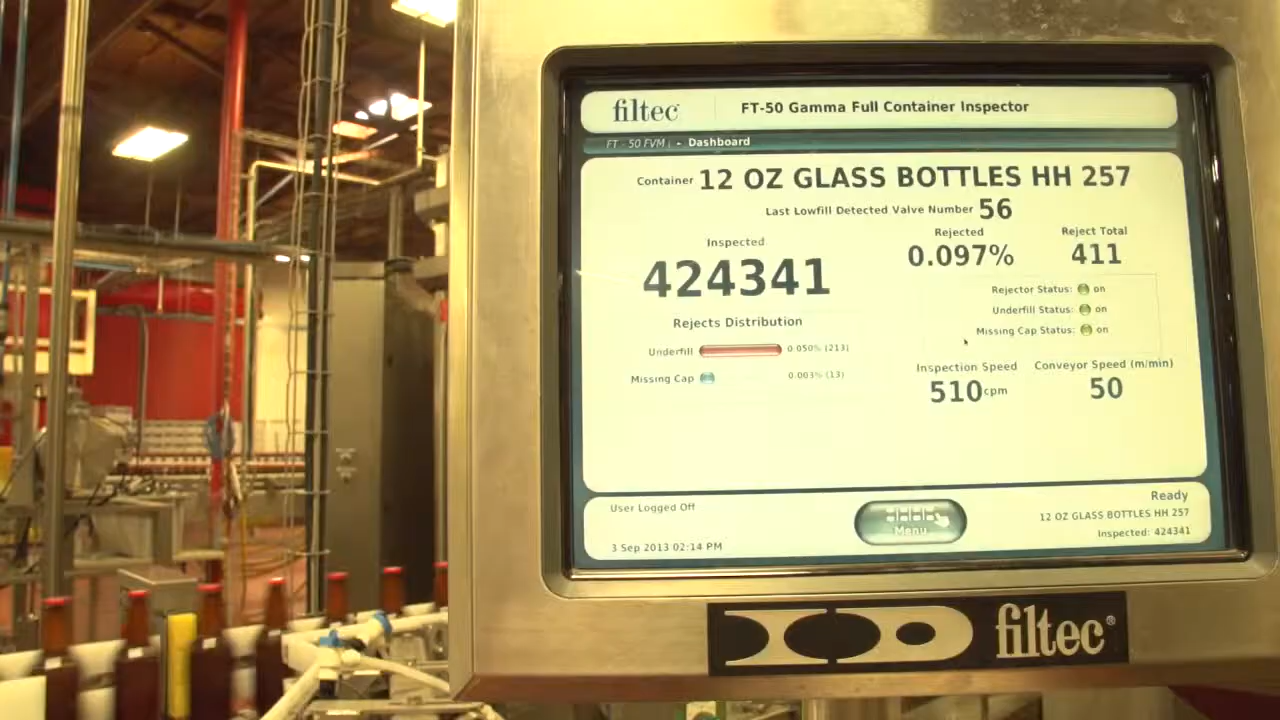 filtec
FT-50 Gamma Full Container Inspector
FT - 50 FVM
Dashboard
Container 12 OZ GLASS BOTTLES HH 257
Last Lowfill Detected Valve Number 56
Inspected
424341
Rejected
0.097%
Reject Total
411
Rejects Distribution
Underfill 0.050% (213)
Missing Cap 0.003% (13)
Rejector Status: on
Underfill Status: on
Missing Cap Status: on
Inspection Speed
510 cpm
Conveyor Speed (m/min)
50
User Logged Off
3 Sep 2013 02:14 PM
Menu
Ready
12 OZ GLASS BOTTLES HH 257
Inspected: 424341
filtec®